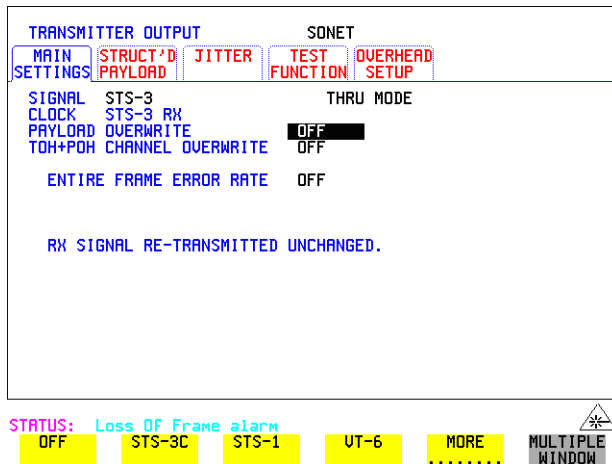 TRANSMITTER OUTPUT SONET
MAIN SETTINGS STRUCT'D PAYLOAD JITTER TEST FUNCTION OVERHEAD SETUP
SIGNAL STS-3 THRU MODE
CLOCK STS-3 RX
PAYLOAD OVERWRITE OFF
TOH+POH CHANNEL OVERWRITE OFF
ENTIRE FRAME ERROR RATE OFF
RX SIGNAL RE-TRANSMITTED UNCHANGED.
STATUS: Loss OF Frame alarm
OFF STS-3C STS-1 VT-6 MORE ........ MULTIPLE WINDOW